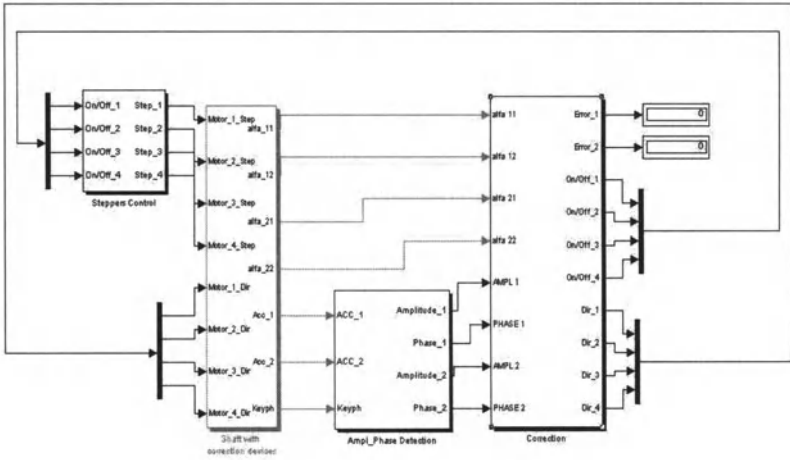 On/Off_1 Step_1
On/Off_2 Step_2
On/Off_3 Step_3
On/Off_4 Step_4
Steppers Control
Motor_1_Step
alfa_11
Motor_2_Step
alfa_12
Motor_3_Step
alfa_21
Motor_4_Step
alfa_22
Motor_1_Dir
Acc_1
Motor_2_Dir
Acc_2
Motor_3_Dir
Keyph
Motor_4_Dir
Shaft with
correction devices
ACC_1
Amplitude_1
Phase_1
ACC_2
Amplitude_2
Keyph
Phase_2
Ampl_Phase Detection
alfa 11
Error_1
alfa 12
Error_2
On/Off_1
alfa 21
On/Off_2
alfa 22
On/Off_3
On/Off_4
AMPL 1
Dir_1
PHASE 1
Dir_2
AMPL 2
Dir_3
PHASE 2
Dir_4
Correction
0
0